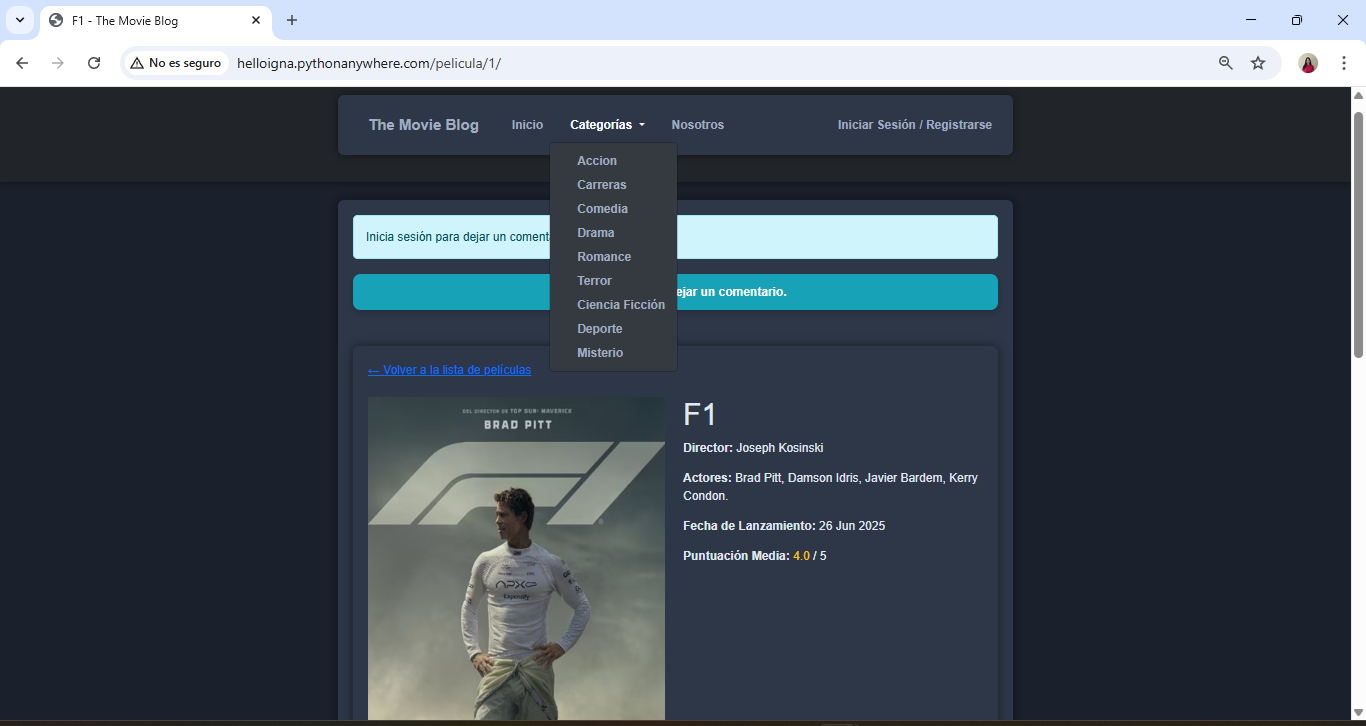 F1 - The Movie Blog
No es seguro
helloigna.pythonanywhere.com/pelicula/1/
The Movie Blog
Inicio
Categorías
Nosotros
Iniciar Sesión / Registrarse
Accion
Carreras
Comedia
Drama
Romance
Terror
Ciencia Ficción
Deporte
Misterio
Inicia sesión para dejar un coment
ejar un comentario.
← Volver a la lista de películas
DEL DIRECTOR DE TOP GUN: MAVERICK
BRAD PITT
F1
APXGP
Expensify
F1
Director: Joseph Kosinski
Actores: Brad Pitt, Damson Idris, Javier Bardem, Kerry
Condon.
Fecha de Lanzamiento: 26 Jun 2025
Puntuación Media: 4.0 / 5